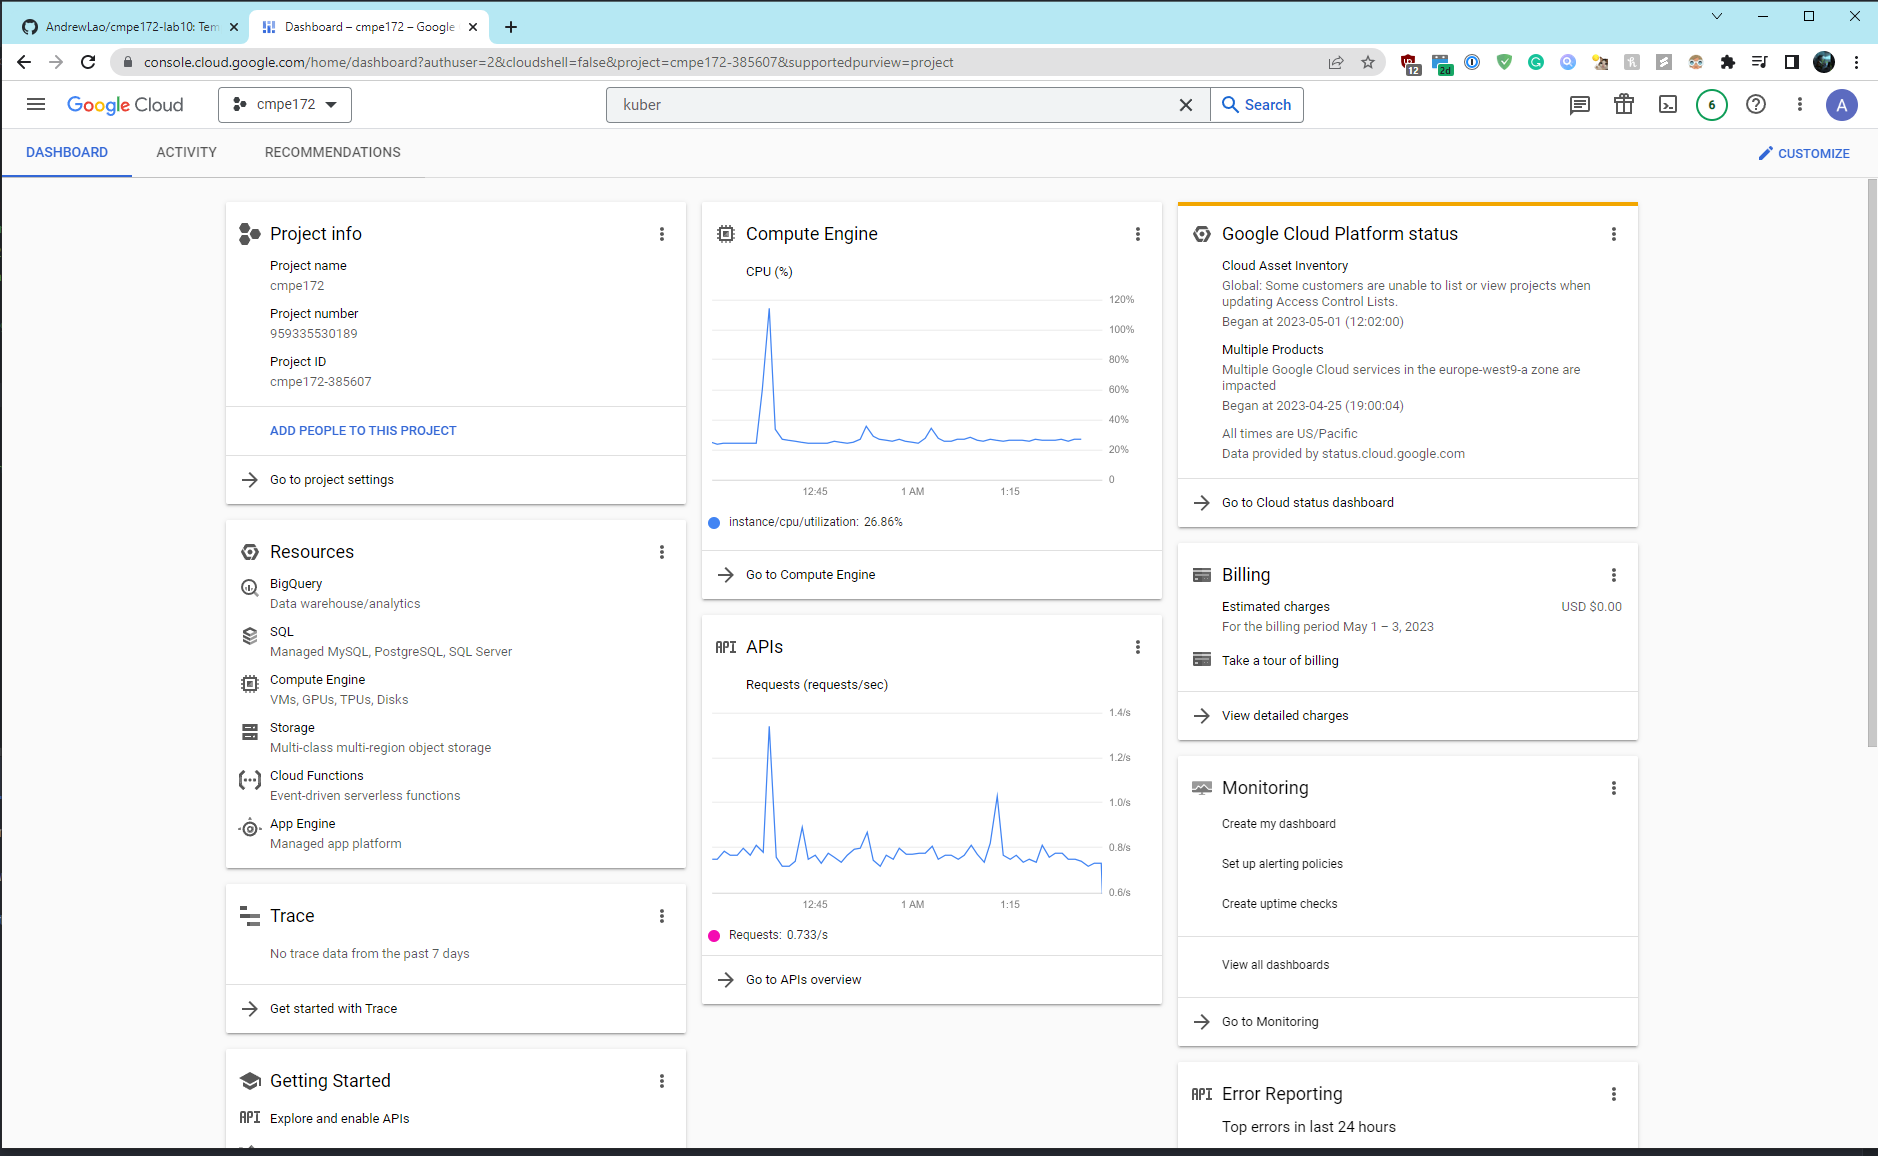 AndrewLao/cmpe172-lab10: Tem
Dashboard – cmpe172 – Google
console.cloud.google.com/home/dashboard?authuser=2&cloudshell=false&project=cmpe172-385607&supportedpurview=project
12
2d
Google Cloud
cmpe172
kuber
Search
6
A
DASHBOARD
ACTIVITY
RECOMMENDATIONS
CUSTOMIZE
Project info
Project name
cmpe172
Project number
959335530189
Project ID
cmpe172-385607
ADD PEOPLE TO THIS PROJECT
Go to project settings
Resources
BigQuery
Data warehouse/analytics
SQL
Managed MySQL, PostgreSQL, SQL Server
Compute Engine
VMs, GPUs, TPUs, Disks
Storage
Multi-class multi-region object storage
Cloud Functions
Event-driven serverless functions
App Engine
Managed app platform
Trace
No trace data from the past 7 days
Get started with Trace
Getting Started
API Explore and enable APIs
Compute Engine
CPU (%)
120%
100%
80%
60%
40%
20%
0
12:45 1 AM 1:15
instance/cpu/utilization: 26.86%
Go to Compute Engine
API APIs
Requests (requests/sec)
1.4/s
1.2/s
1.0/s
0.8/s
0.6/s
12:45 1 AM 1:15
Requests: 0.733/s
Go to APIs overview
Google Cloud Platform status
Cloud Asset Inventory
Global: Some customers are unable to list or view projects when
updating Access Control Lists.
Began at 2023-05-01 (12:02:00)
Multiple Products
Multiple Google Cloud services in the europe-west9-a zone are
impacted
Began at 2023-04-25 (19:00:04)
All times are US/Pacific
Data provided by status.cloud.google.com
Go to Cloud status dashboard
Billing
Estimated charges USD $0.00
For the billing period May 1 – 3, 2023
Take a tour of billing
View detailed charges
Monitoring
Create my dashboard
Set up alerting policies
Create uptime checks
View all dashboards
Go to Monitoring
API Error Reporting
Top errors in last 24 hours